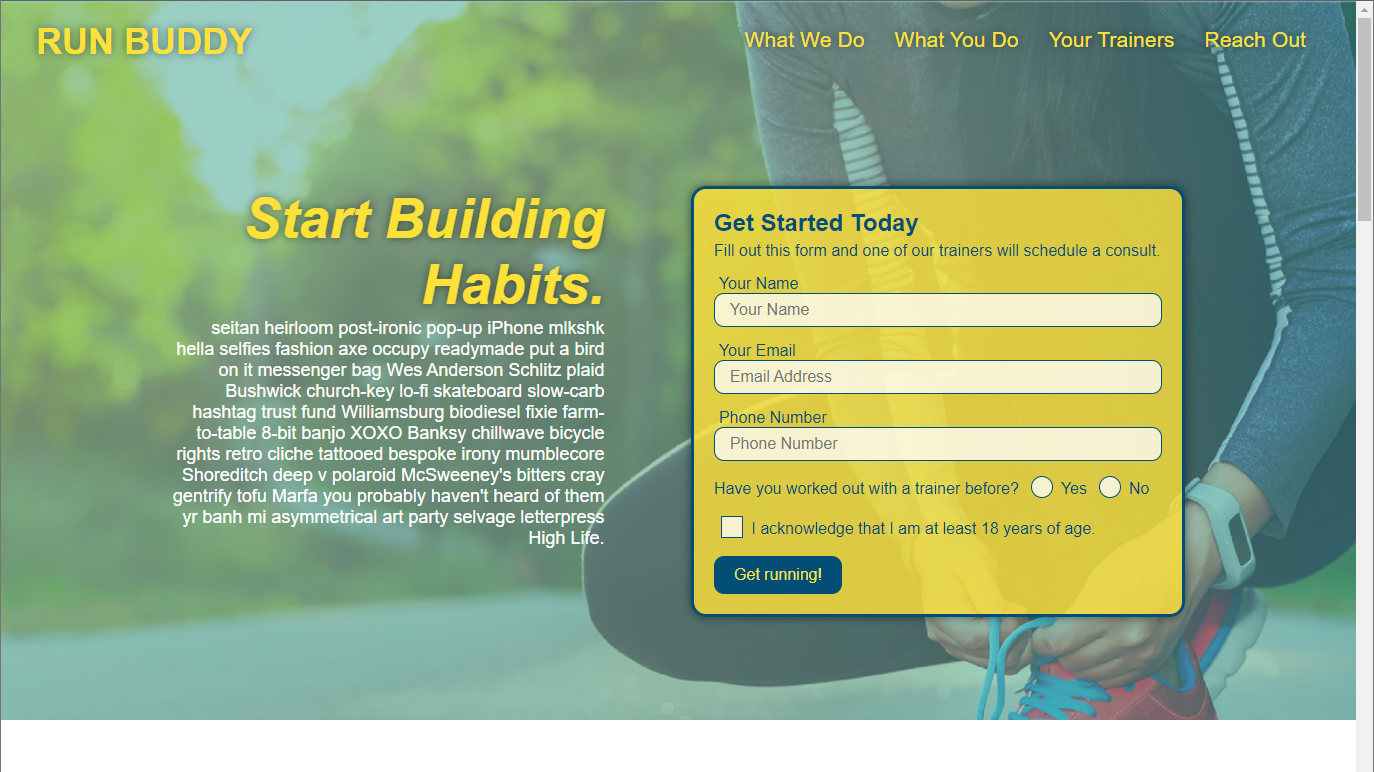 RUN BUDDY
What We Do What You Do Your Trainers Reach Out
Start Building
Habits.
seitan heirloom post-ironic pop-up iPhone mlkshk
hella selfies fashion axe occupy readymade put a bird
on it messenger bag Wes Anderson Schlitz plaid
Bushwick church-key lo-fi skateboard slow-carb
hashtag trust fund Williamsburg biodiesel fixie farm-
to-table 8-bit banjo XOXO Banksy chillwave bicycle
rights retro cliche tattooed bespoke irony mumblecore
Shoreditch deep v polaroid McSweeney's bitters cray
gentrify tofu Marfa you probably haven't heard of them
yr banh mi asymmetrical art party selvage letterpress
High Life.
Get Started Today
Fill out this form and one of our trainers will schedule a consult.
Your Name
Your Name
Your Email
Email Address
Phone Number
Phone Number
Have you worked out with a trainer before? Yes No
I acknowledge that I am at least 18 years of age.
Get running!